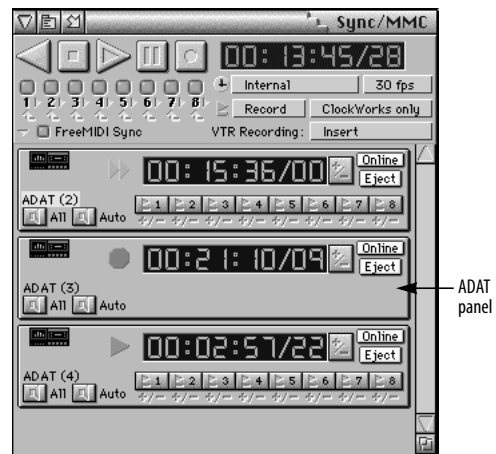 Sync/MMC
00:13:45/28
Internal 30 fps
1 2 3 4 5 6 7 8
Record ClockWorks only
FreeMIDI Sync VTR Recording: Insert
00:15:36/00 +/- Online
Eject
ADAT (2)
All Auto 1 2 3 4 5 6 7 8
+/- +/- +/- +/- +/- +/- +/- +/-
00:21:10/09 +/- Online
Eject
ADAT (3)
All Auto
ADAT
panel
00:02:57/22 +/- Online
Eject
ADAT (4)
All Auto 1 2 3 4 5 6 7 8
+/- +/- +/- +/- +/- +/- +/- +/-